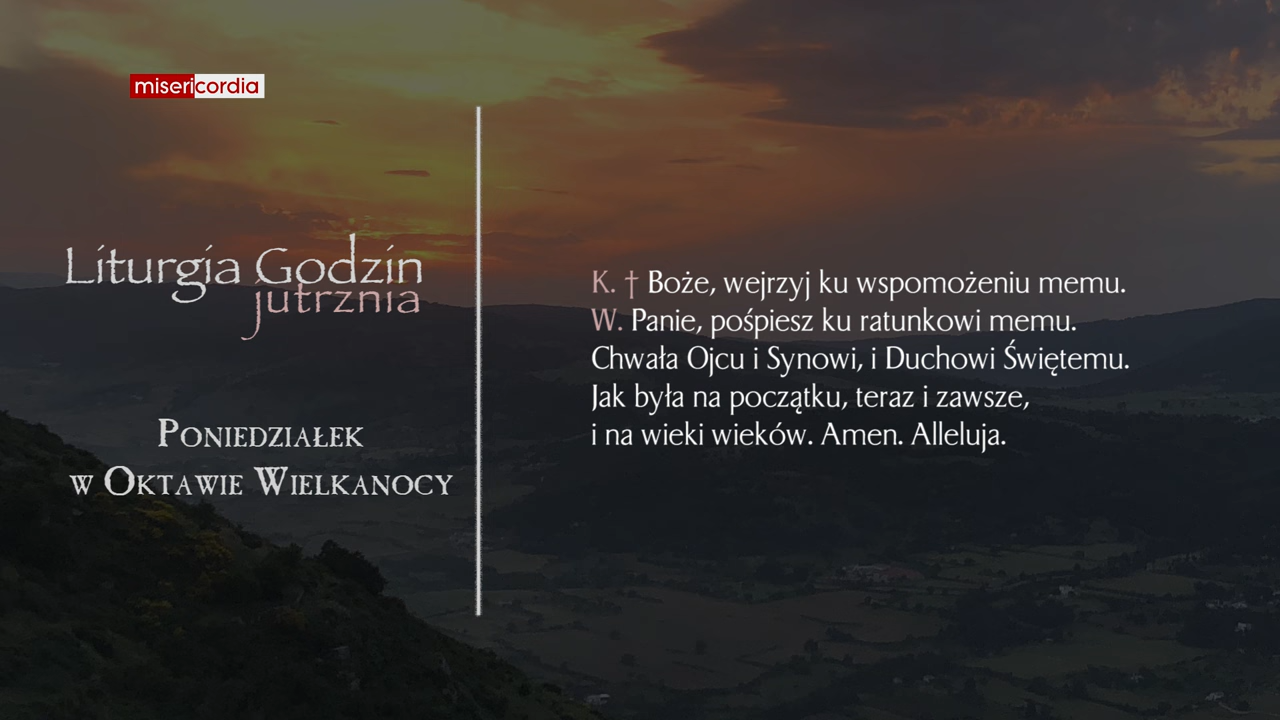 misericordia
Liturgia Godzin
jutrznia
Poniedziałek
w Oktawie Wielkanocy
K. † Boże, wejrzyj ku wspomożeniu memu.
W. Panie, pośpiesz ku ratunkowi memu.
Chwała Ojcu i Synowi, i Duchowi Świętemu.
Jak była na początku, teraz i zawsze,
i na wieki wieków. Amen. Alleluja.